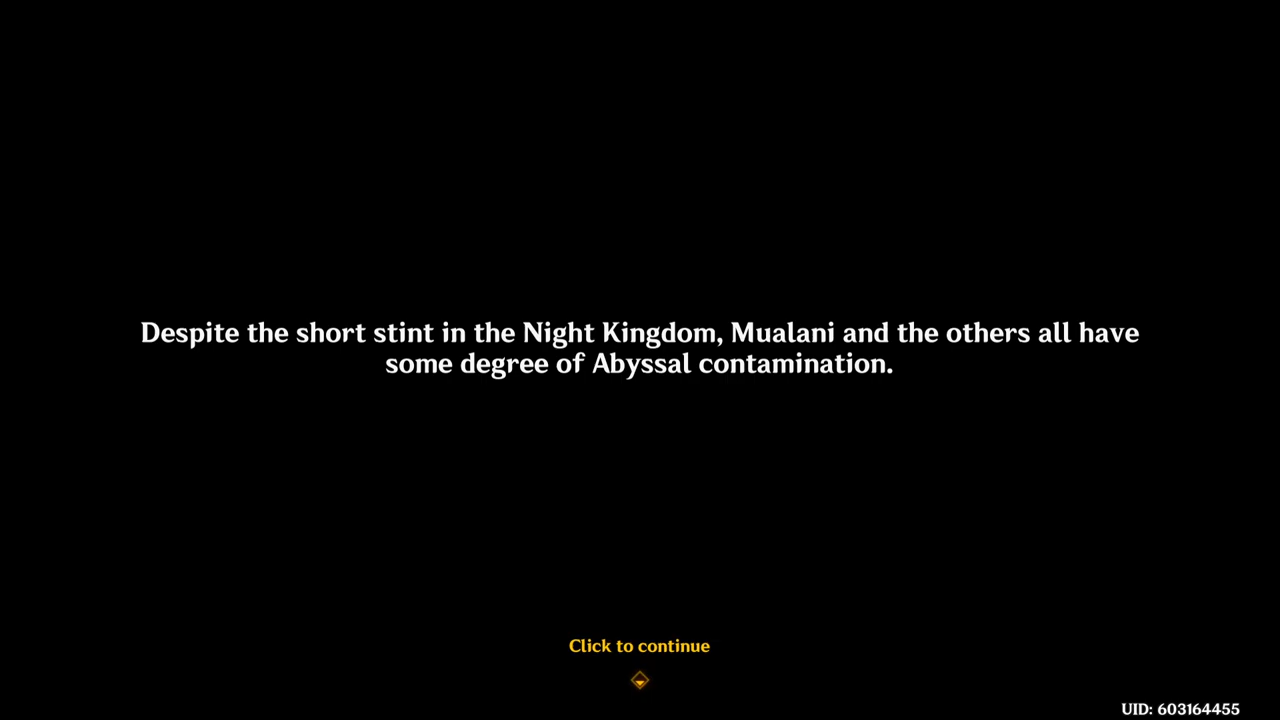 Despite the short stint in the Night Kingdom, Mualani and the others all have
some degree of Abyssal contamination.
Click to continue
UID: 603164455